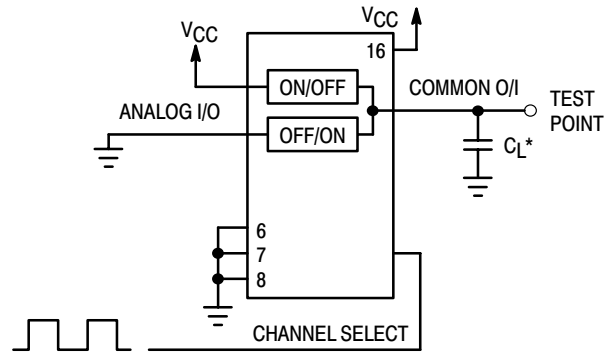 VCC
VCC
16
ON/OFF
COMMON O/I
TEST
POINT
ANALOG I/O
OFF/ON
CL*
6
7
8
CHANNEL SELECT